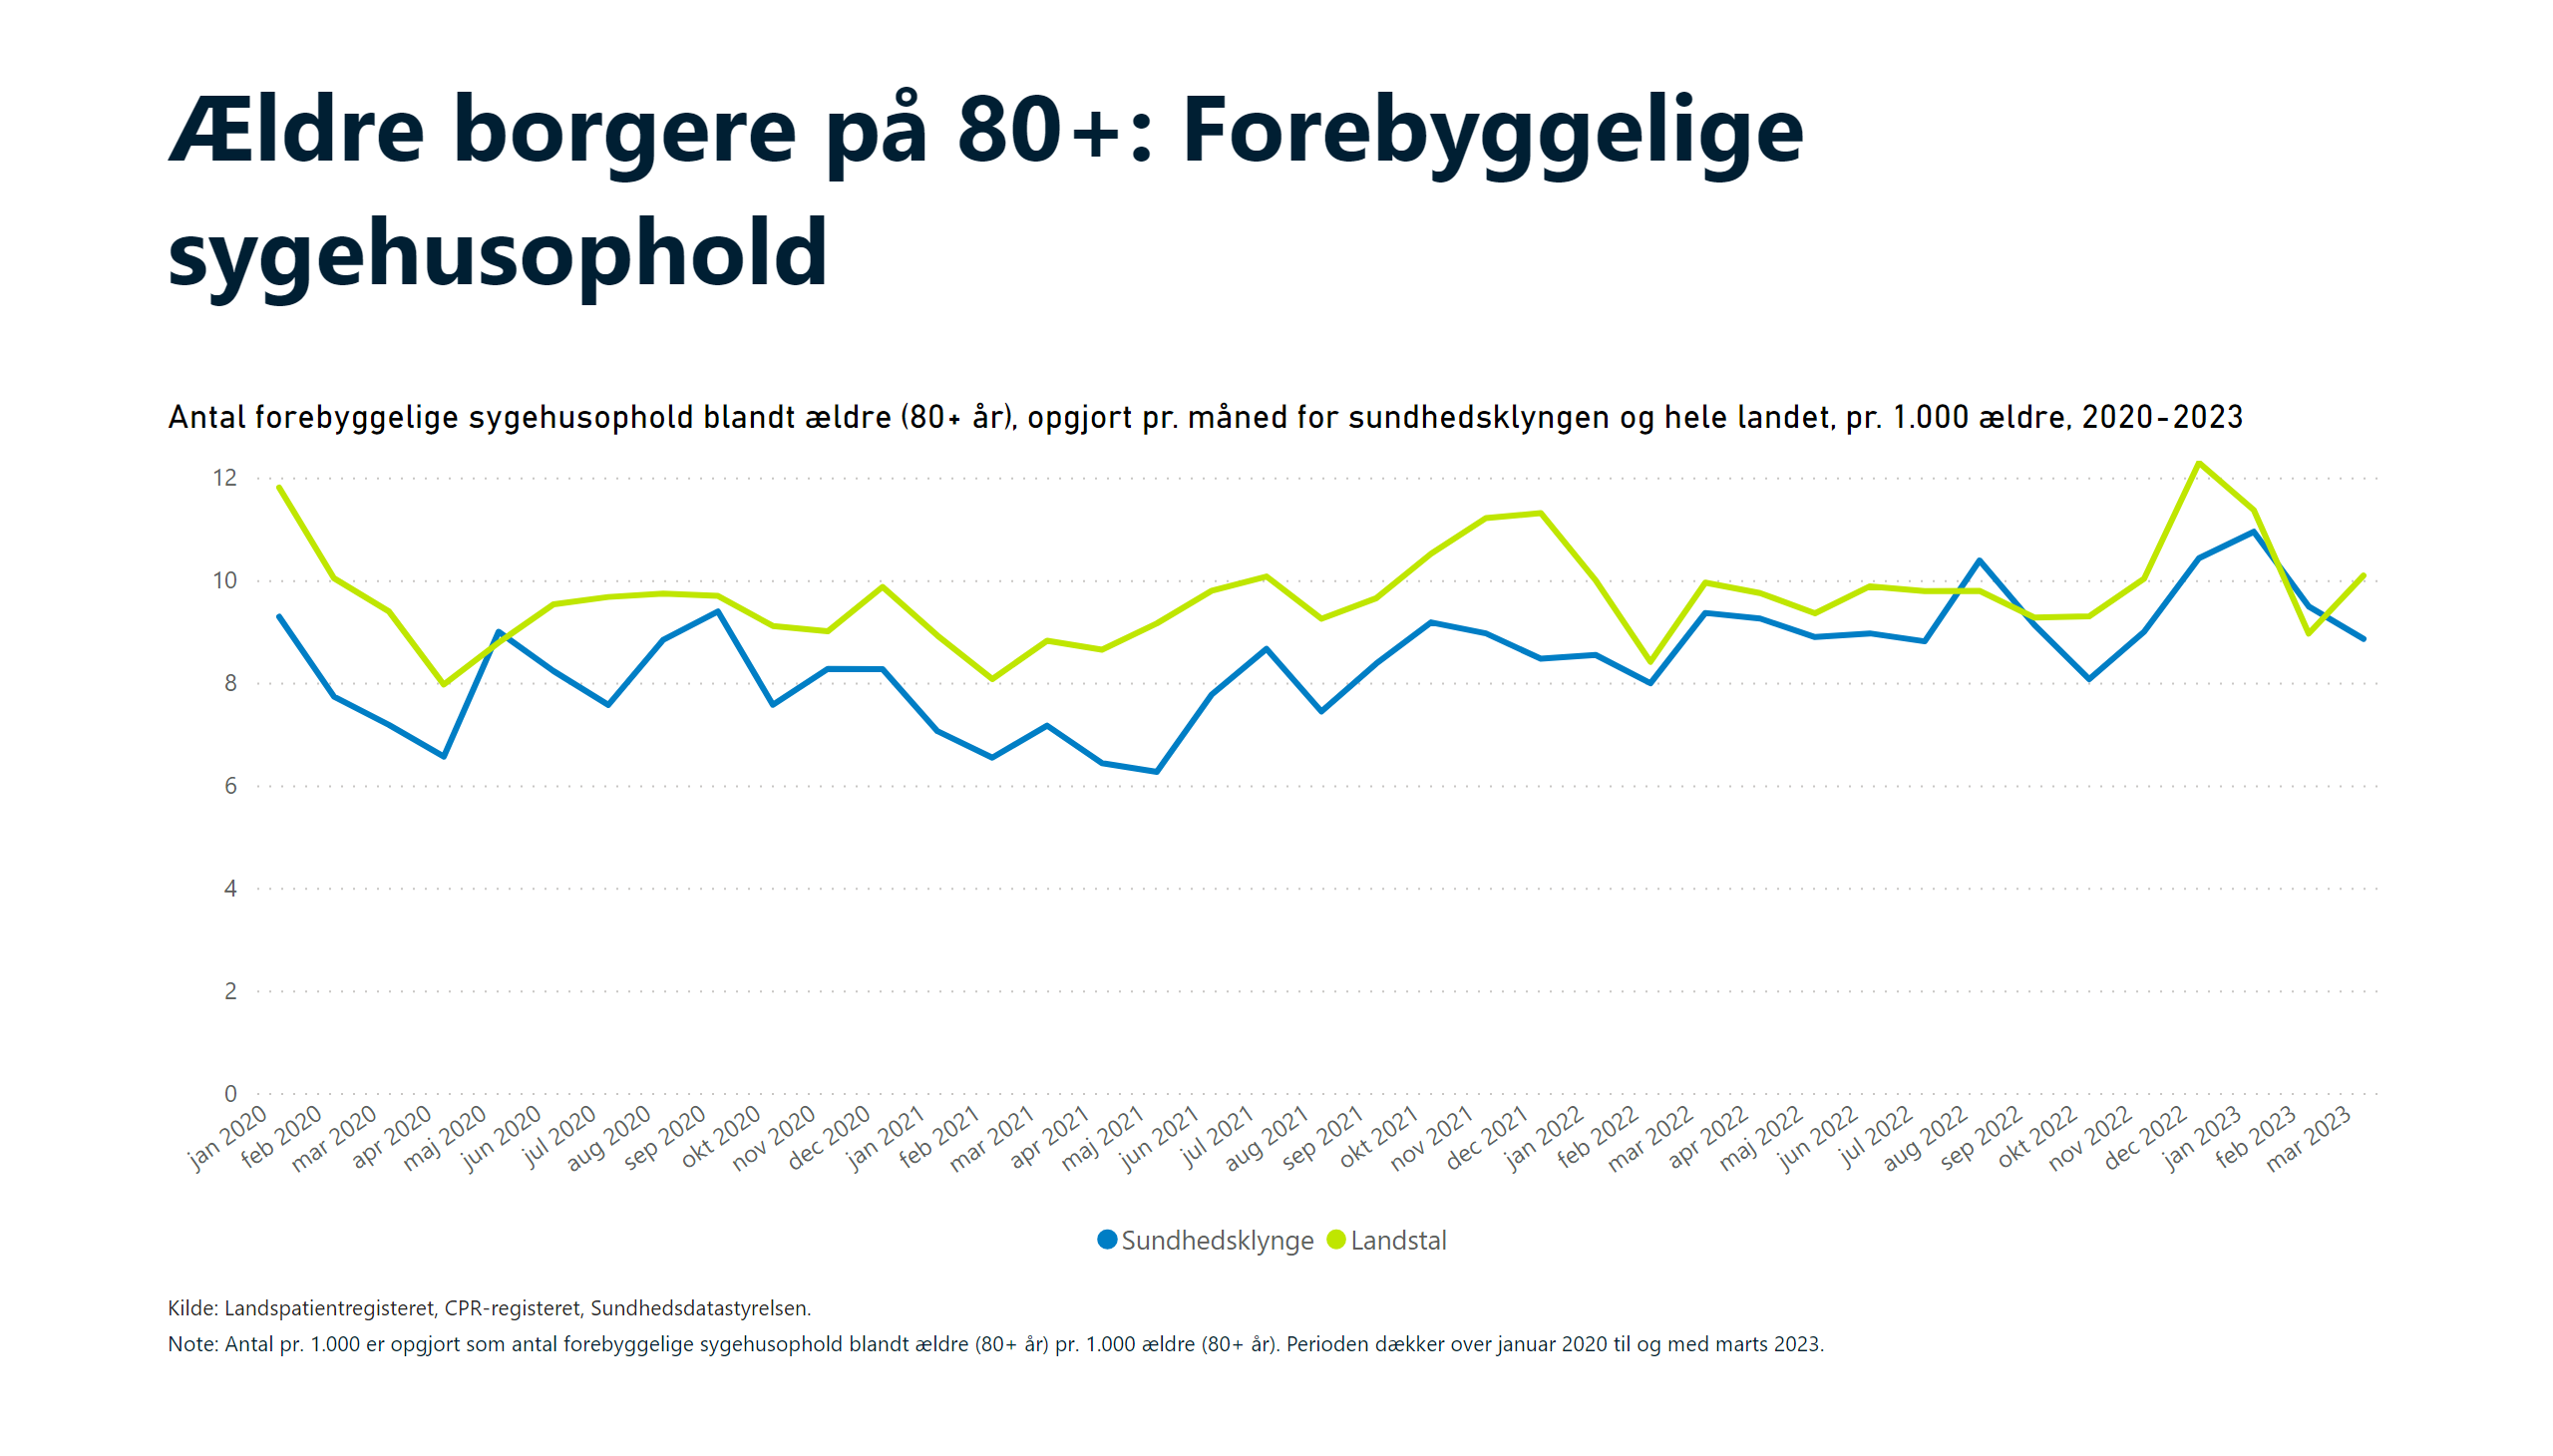 Ældre borgere på 80+: Forebyggelige
sygehusophold
Antal forebyggelige sygehusophold blandt ældre (80+ år), opgjort pr. måned for sundhedsklyngen og hele landet, pr. 1.000 ældre, 2020-2023
12
10
8
6
4
2
0
jan 2020
feb 2020
mar 2020
apr 2020
maj 2020
jun 2020
jul 2020
aug 2020
sep 2020
okt 2020
nov 2020
dec 2020
jan 2021
feb 2021
mar 2021
apr 2021
maj 2021
jun 2021
jul 2021
aug 2021
sep 2021
okt 2021
nov 2021
dec 2021
jan 2022
feb 2022
mar 2022
apr 2022
maj 2022
jun 2022
jul 2022
aug 2022
sep 2022
okt 2022
nov 2022
dec 2022
jan 2023
feb 2023
mar 2023
Sundhedsklynge Landstal
Kilde: Landspatientregisteret, CPR-registeret, Sundhedsdatastyrelsen.
Note: Antal pr. 1.000 er opgjort som antal forebyggelige sygehusophold blandt ældre (80+ år) pr. 1.000 ældre (80+ år). Perioden dækker over januar 2020 til og med marts 2023.